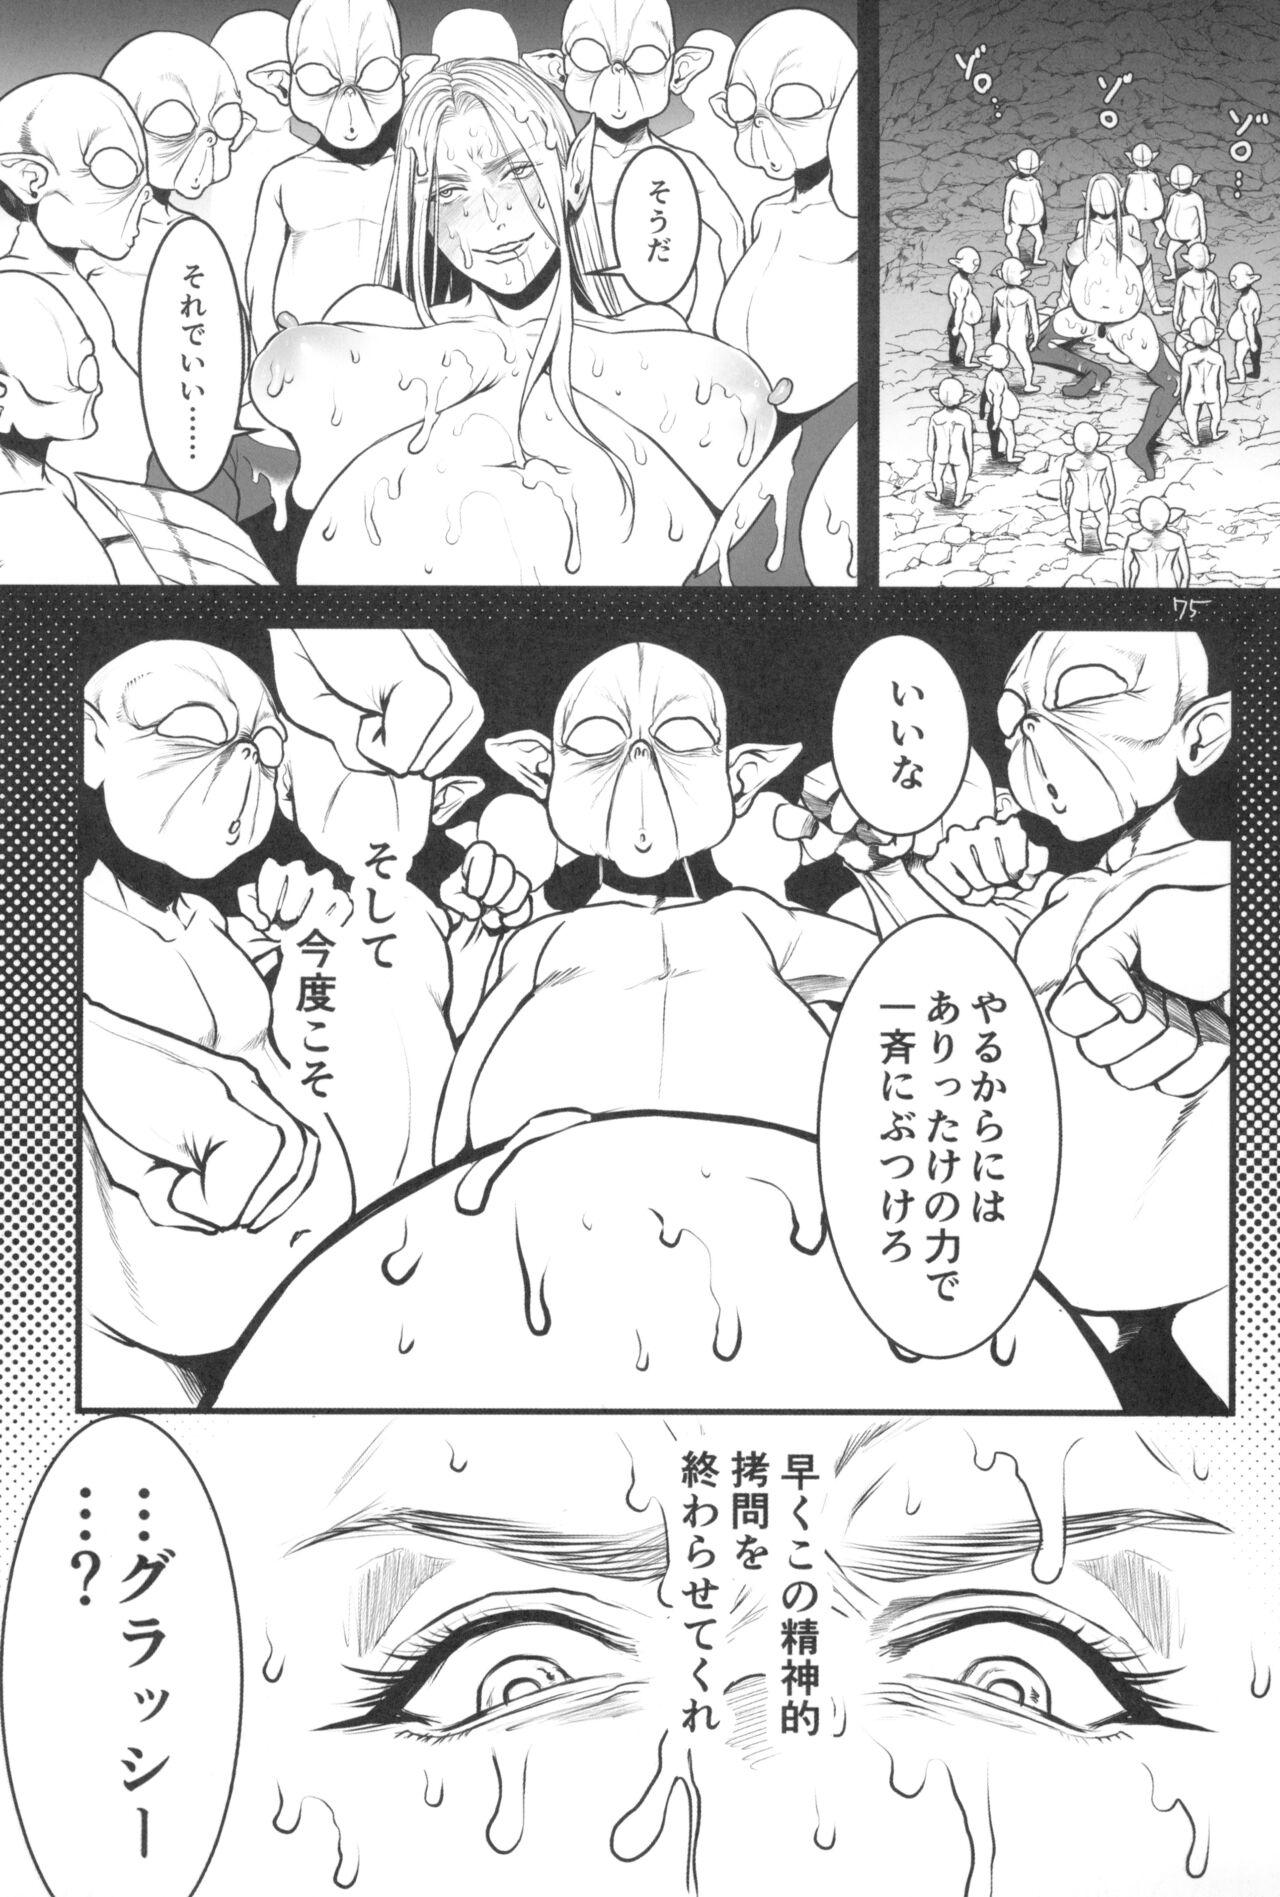 ゾロ…
ゾロ…
ゾロ…
そうだ
それでいい……
75
いいな
やるからには
ありったけの力で
一斉にぶつけろ
そして
今度こそ
早くこの精神的
拷問を
終わらせてくれ
…グラッシー
…?